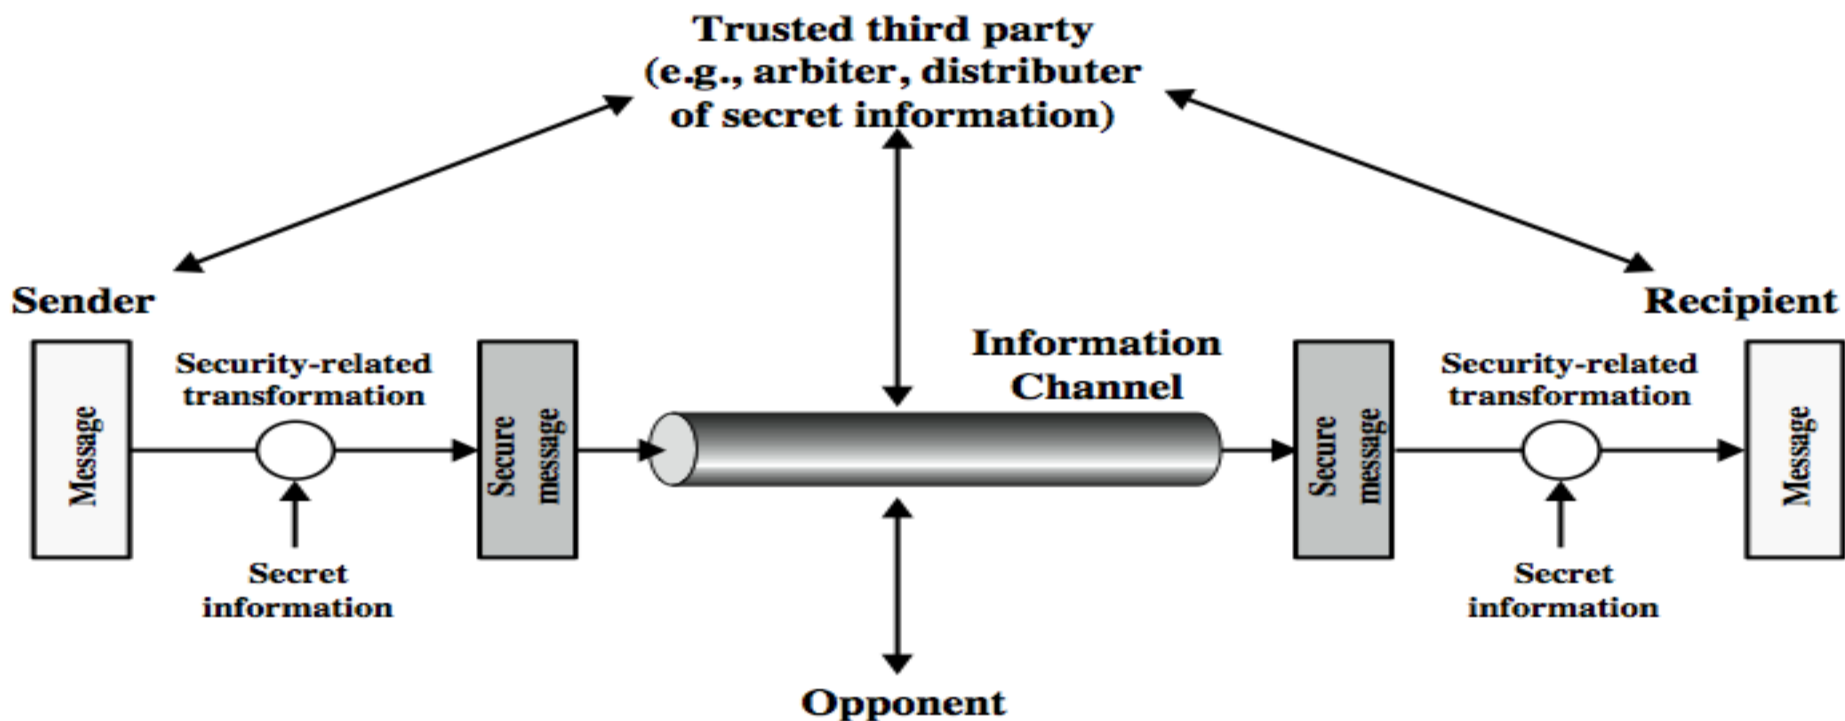 Trusted third party
(e.g., arbiter, distributer
of secret information)
Sender
Recipient
Information
Channel
Security-related
transformation
Security-related
transformation
Message
Secure
message
Secure
message
Message
Secret
information
Secret
information
Opponent